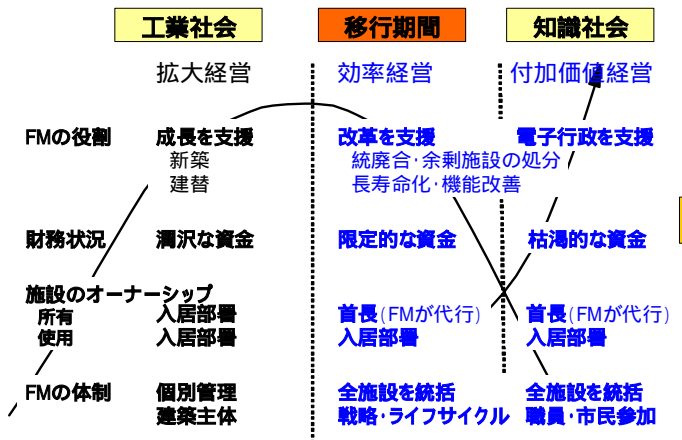 工業社会 移行期間 知識社会
拡大経営 効率経営 付加価値経営
FMの役割 成長を支援 改革を支援 電子行政を支援
新築 統廃合・余剰施設の処分
建替 長寿命化・機能改善
財務状況 潤沢な資金 限定的な資金 枯渇的な資金
施設のオーナーシップ
所有 入居部署 首長(FMが代行) 首長(FMが代行)
使用 入居部署 入居部署 入居部署
FMの体制 個別管理 全施設を統括 全施設を統括
建築主体 戦略・ライフサイクル 職員・市民参加